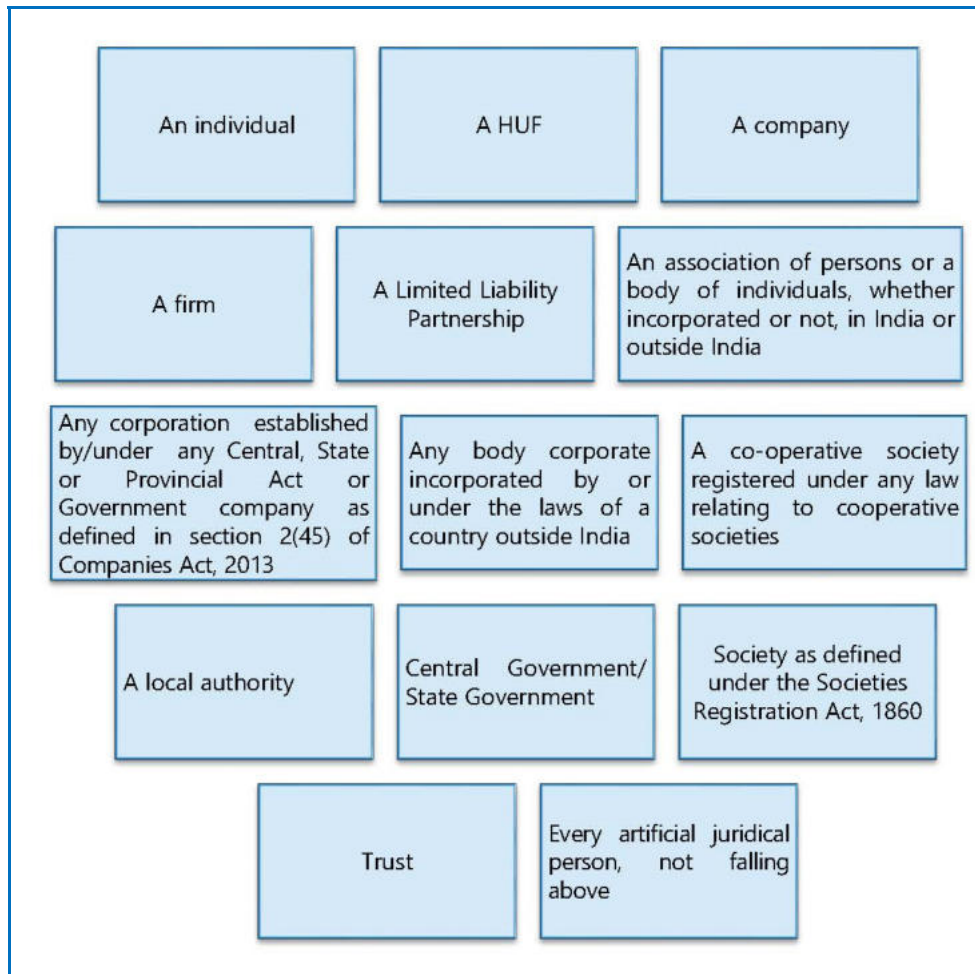 An individual
A HUF
A company
A firm
A Limited Liability
Partnership
An association of persons or a
body of individuals, whether
incorporated or not, in India or
outside India
Any corporation established
by/under any Central, State
or Provincial Act or
Government company as
defined in section 2(45) of
Companies Act, 2013
Any body corporate
incorporated by or
under the laws of a
country outside India
A co-operative society
registered under any law
relating to cooperative
societies
A local authority
Central Government/
State Government
Society as defined
under the Societies
Registration Act, 1860
Trust
Every artificial juridical
person, not falling
above